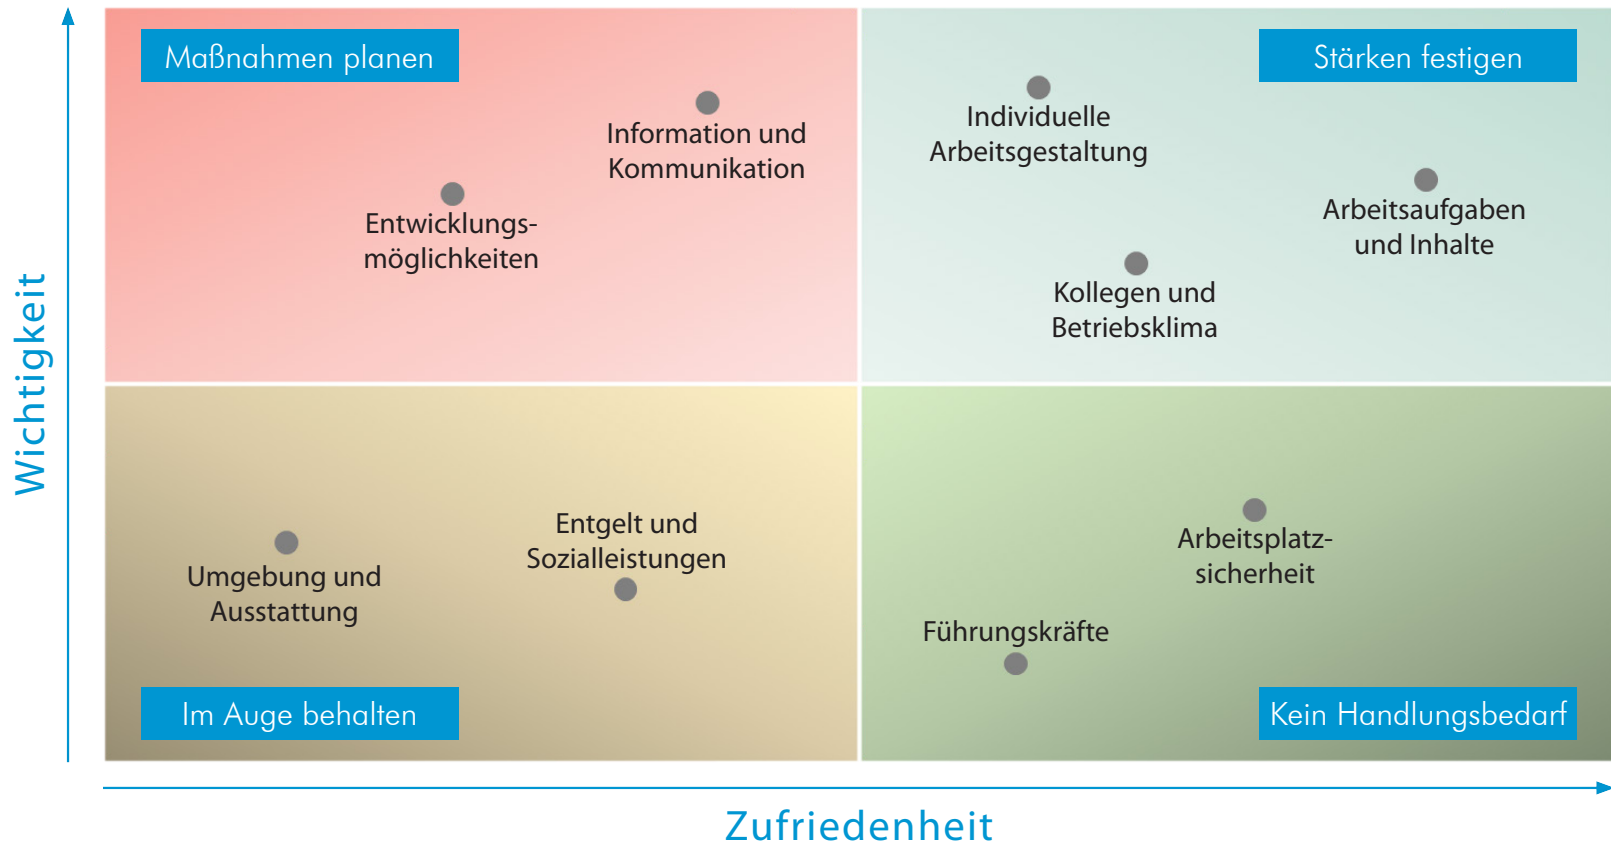 Maßnahmen planen
Stärken festigen
Information und
Kommunikation
Individuelle
Arbeitsgestaltung
Entwicklungs-
möglichkeiten
Arbeitsaufgaben
und Inhalte
Kollegen und
Betriebsklima
Wichtigkeit
Umgebung und
Ausstattung
Entgelt und
Sozialleistungen
Arbeitsplatz-
sicherheit
Führungskräfte
Im Auge behalten
Kein Handlungsbedarf
Zufriedenheit